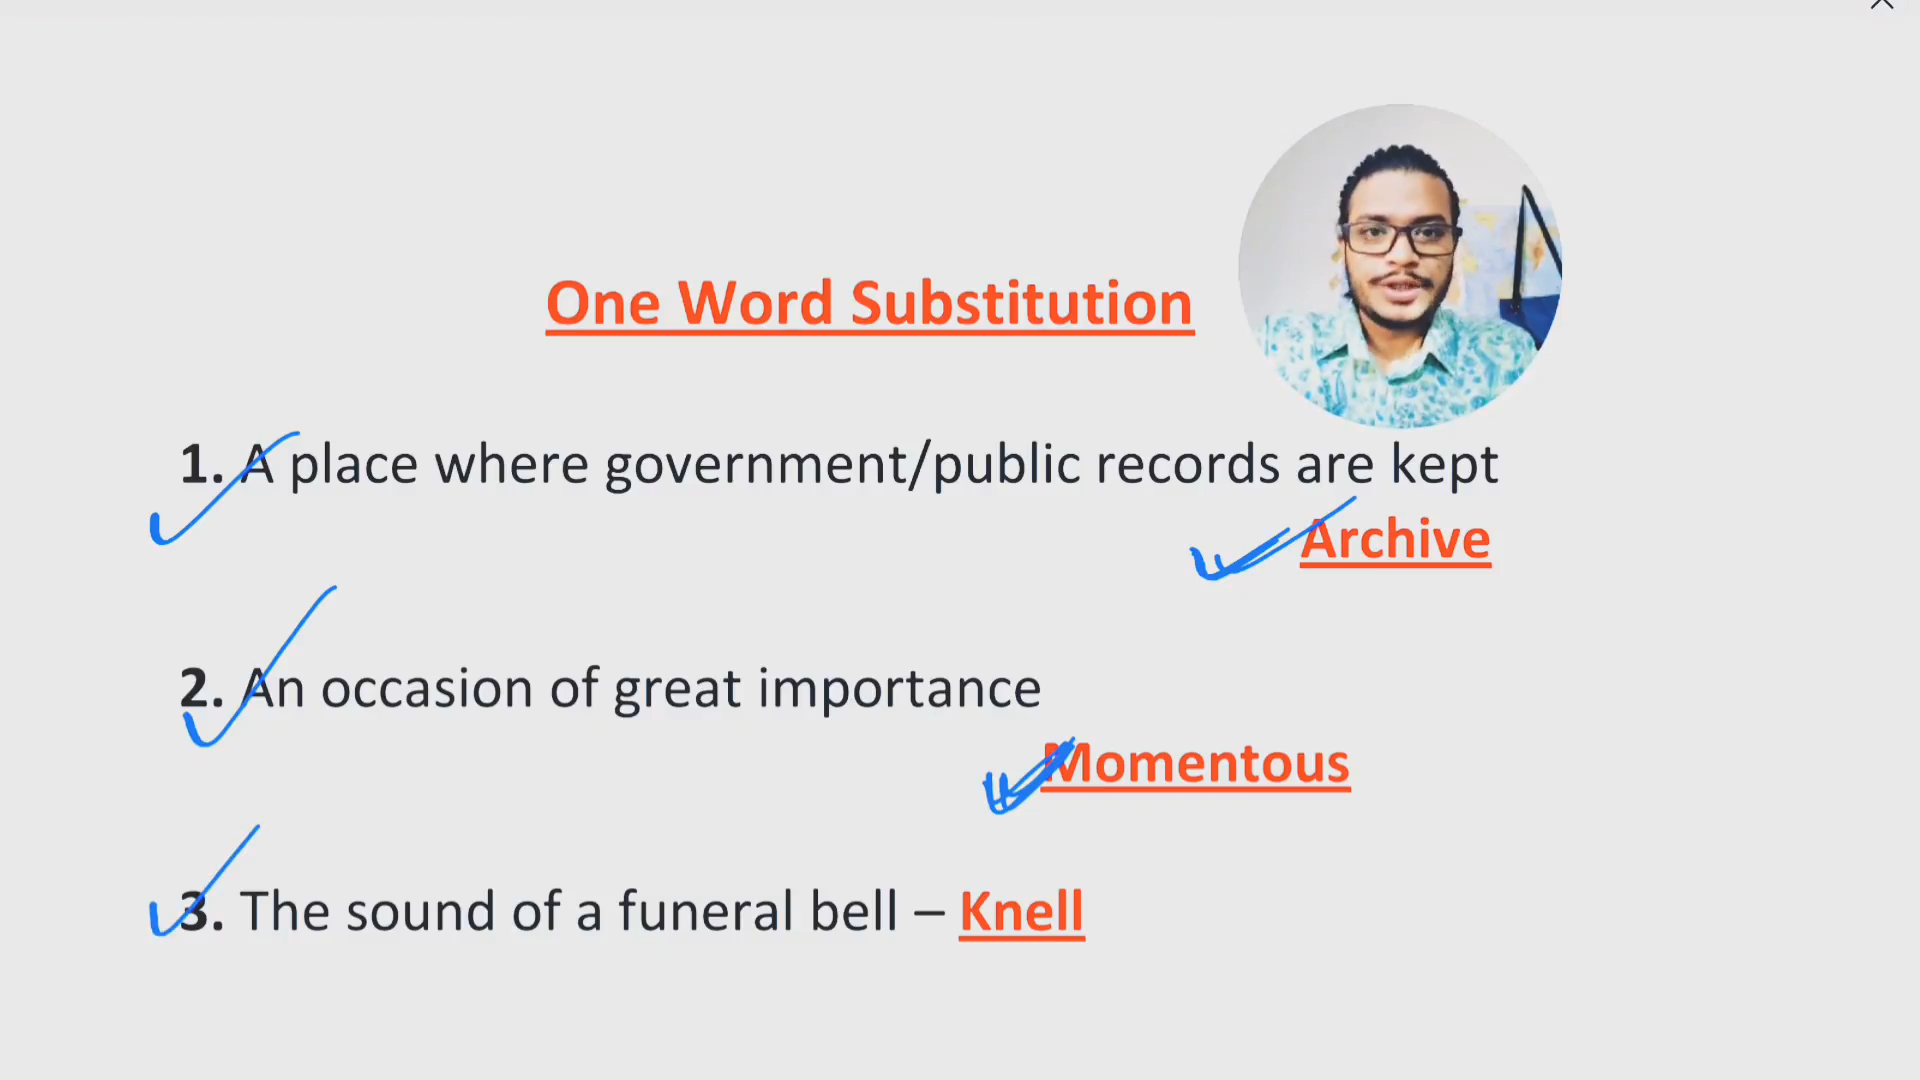 One Word Substitution
1. A place where government/public records are kept
Archive
2. An occasion of great importance
Momentous
3. The sound of a funeral bell – Knell